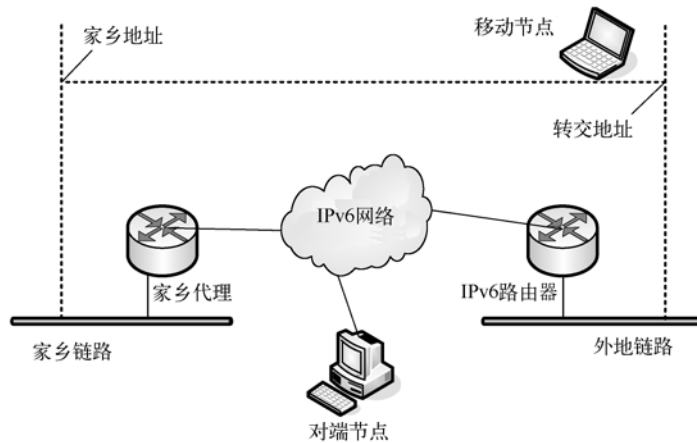 家乡地址
移动节点
转交地址
IPv6网络
家乡代理
IPv6路由器
家乡链路
外地链路
对端节点